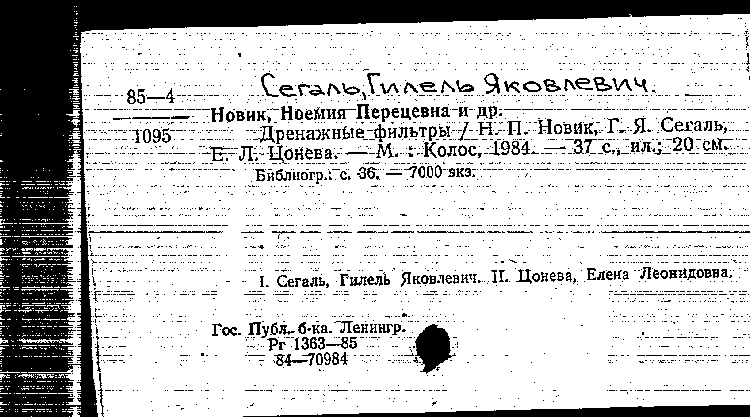 Сегаль, Гилель Яковлевич.
85—4
1095
Новик, Ноемия Перецевна и др.
Дренажные фильтры / Н. П. Новик, Г. Я. Сегаль,
Е. Л. Цонева. — М. : Колос, 1984. — 37 с., ил.; 20 см.
Библиогр.: с. 36. — 7000 экз.
I. Сегаль, Гилель Яковлевич. II. Цонева, Елена Леонидовна.
Гос. Публ. б-ка. Ленингр.
Рг 1363—85
84—70984